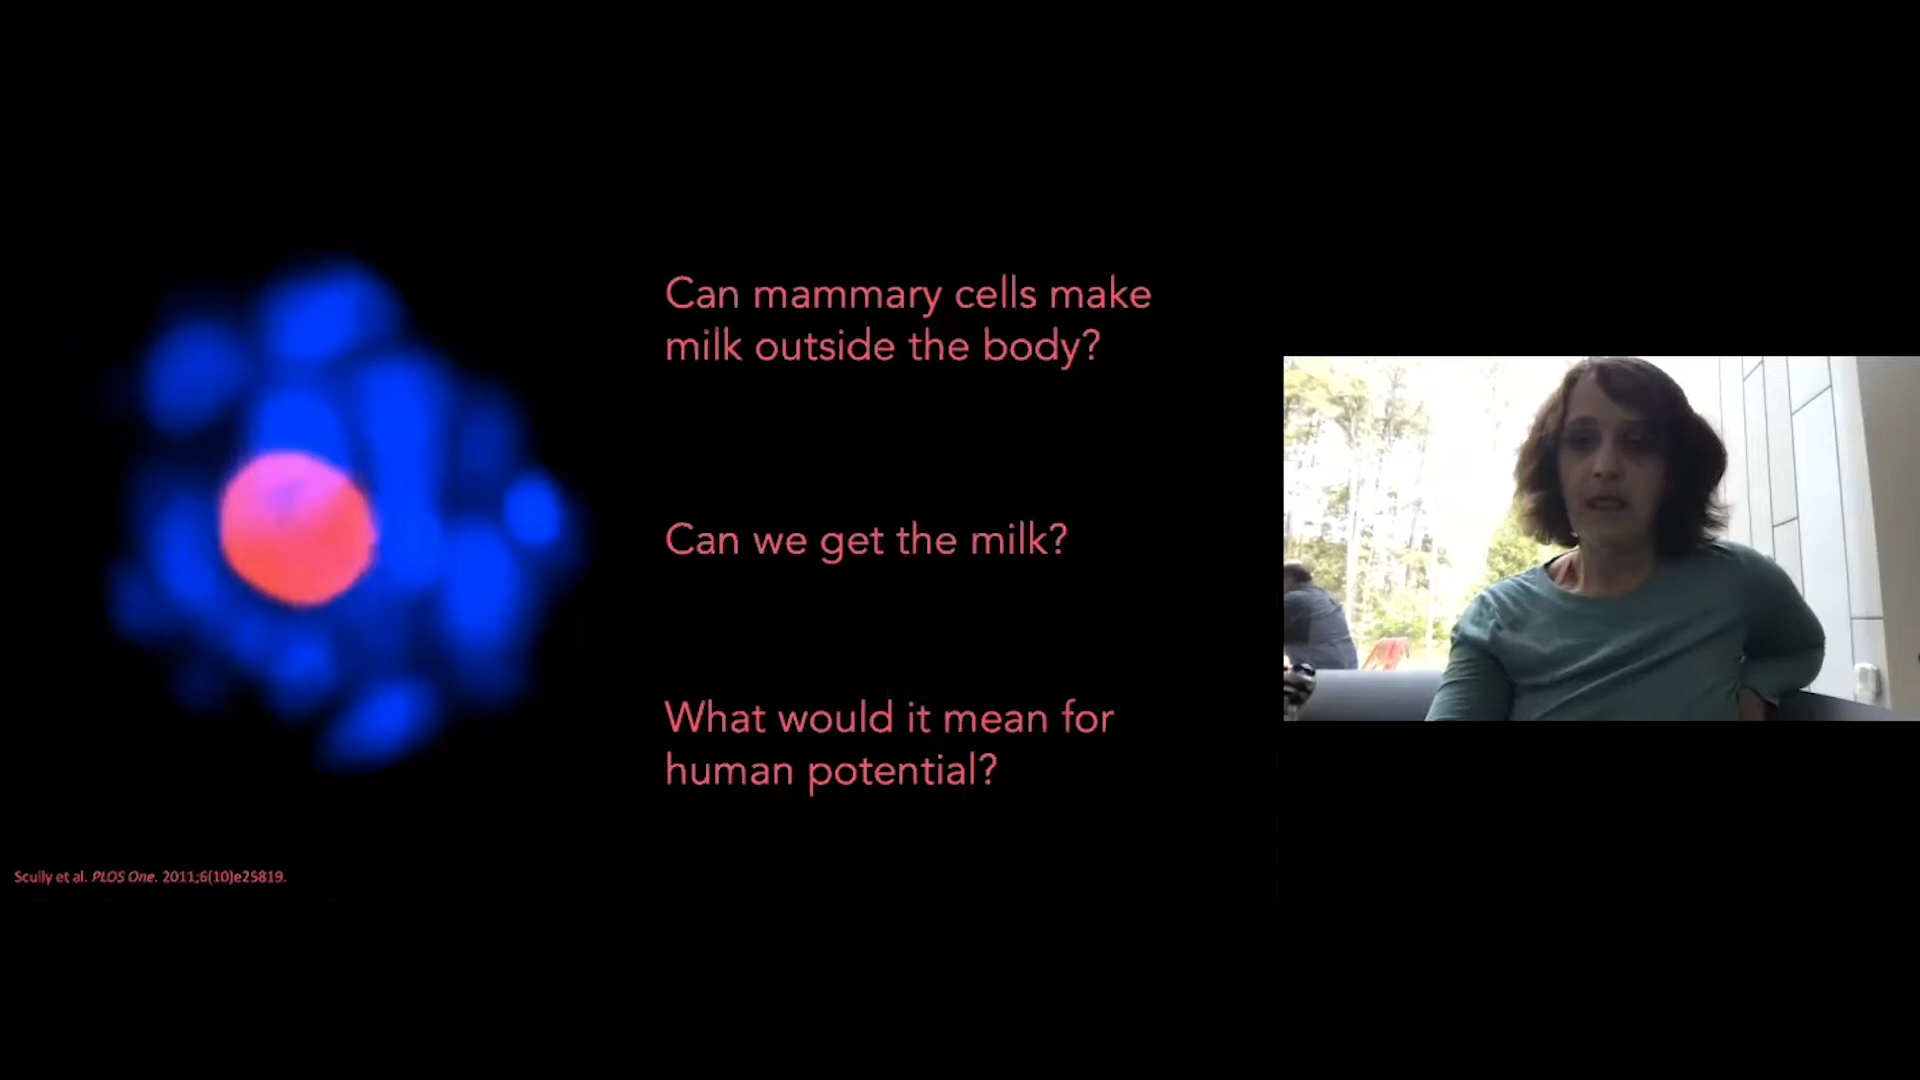 Can mammary cells make
milk outside the body?
Can we get the milk?
What would it mean for
human potential?
Scully et al. PLOS One. 2011;6(10)e25819.